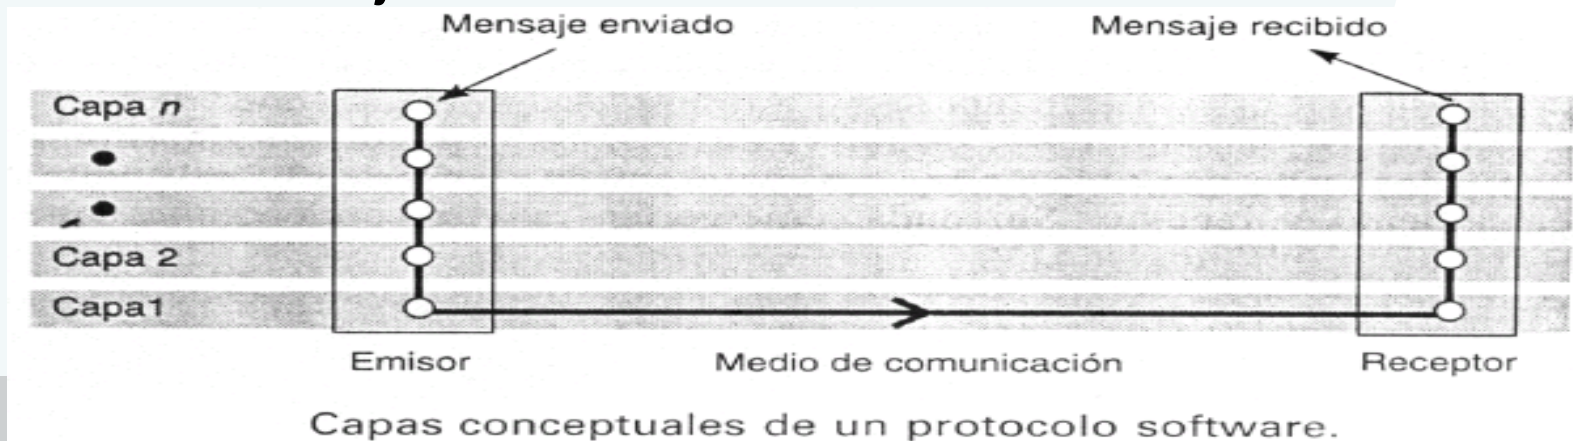 Mensaje enviado
Mensaje recibido
Capa n
Capa 2
Capa1
Emisor
Medio de comunicación
Receptor
Capas conceptuales de un protocolo software.